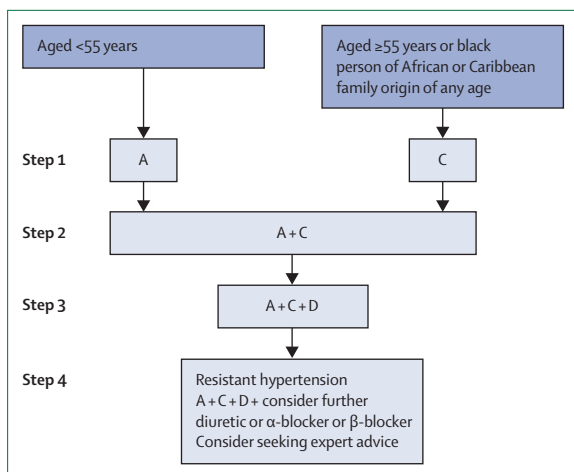 Aged <55 years
Aged ≥55 years or black
person of African or Caribbean
family origin of any age
Step 1
A
C
Step 2
A+C
Step 3
A+C+D
Step 4
Resistant hypertension
A+C+D+ consider further
diuretic or α-blocker or β-blocker
Consider seeking expert advice